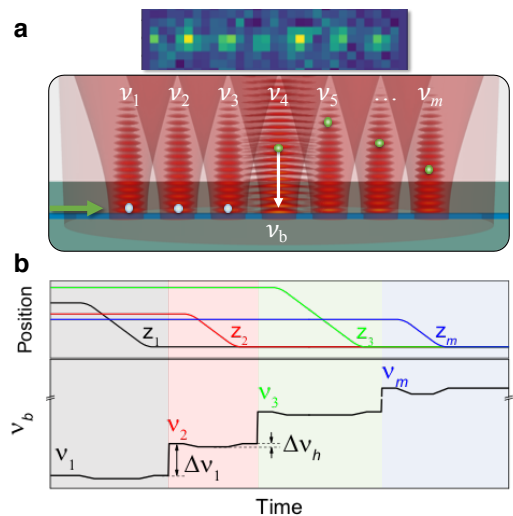 a
ν1 ν2 ν3 ν4 ν5 ... νm
νb
b
Position
z1 z2 z3 zm
νb
ν1 ν2 ν3 νm
Δν1 Δνh
Time